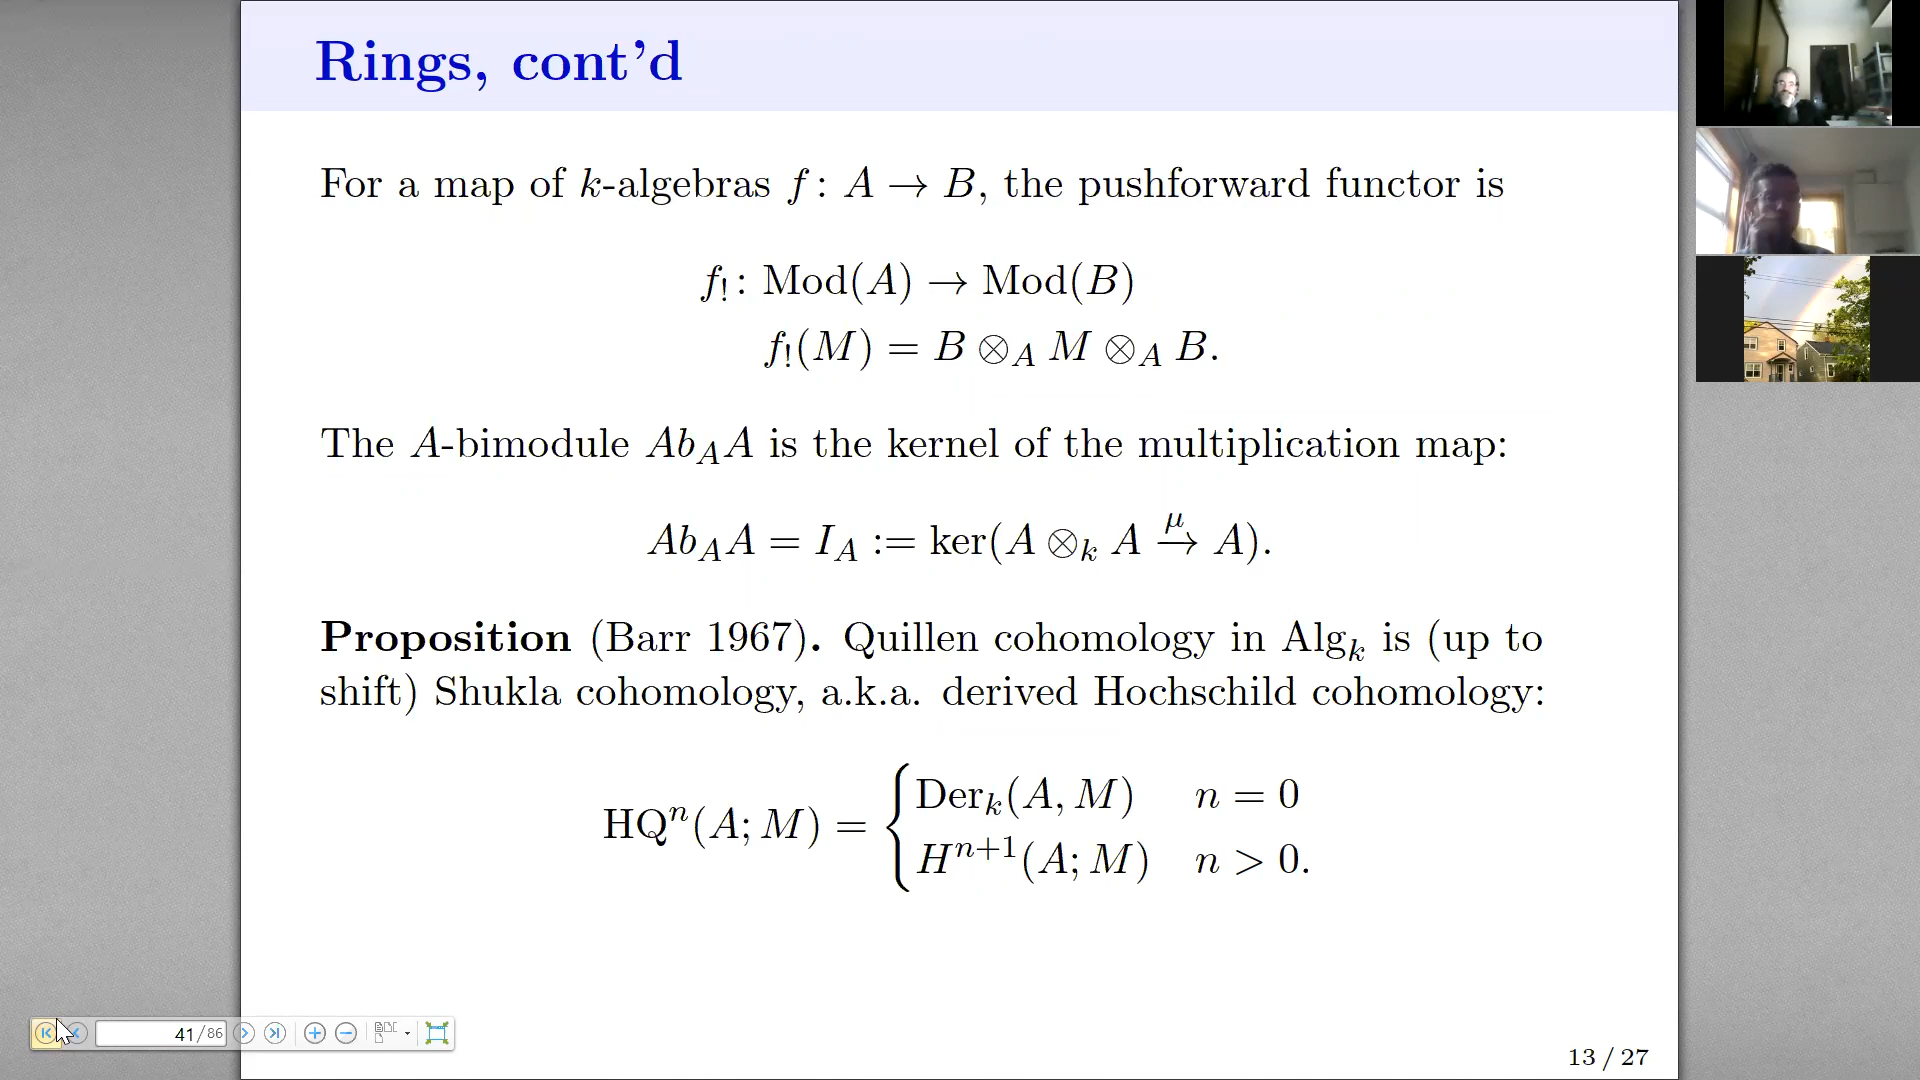 Rings, cont'd
For a map of k-algebras f : A → B, the pushforward functor is
f_! : Mod(A) → Mod(B)
f_!(M) = B ⊗_A M ⊗_A B.
The A-bimodule Ab_A A is the kernel of the multiplication map:
Ab_A A = I_A := ker(A ⊗_k A →^μ A).
Proposition (Barr 1967). Quillen cohomology in Alg_k is (up to
shift) Shukla cohomology, a.k.a. derived Hochschild cohomology:
HQ^n(A; M) = { Der_k(A, M) n = 0
H^{n+1}(A; M) n > 0.
41/86
13 / 27